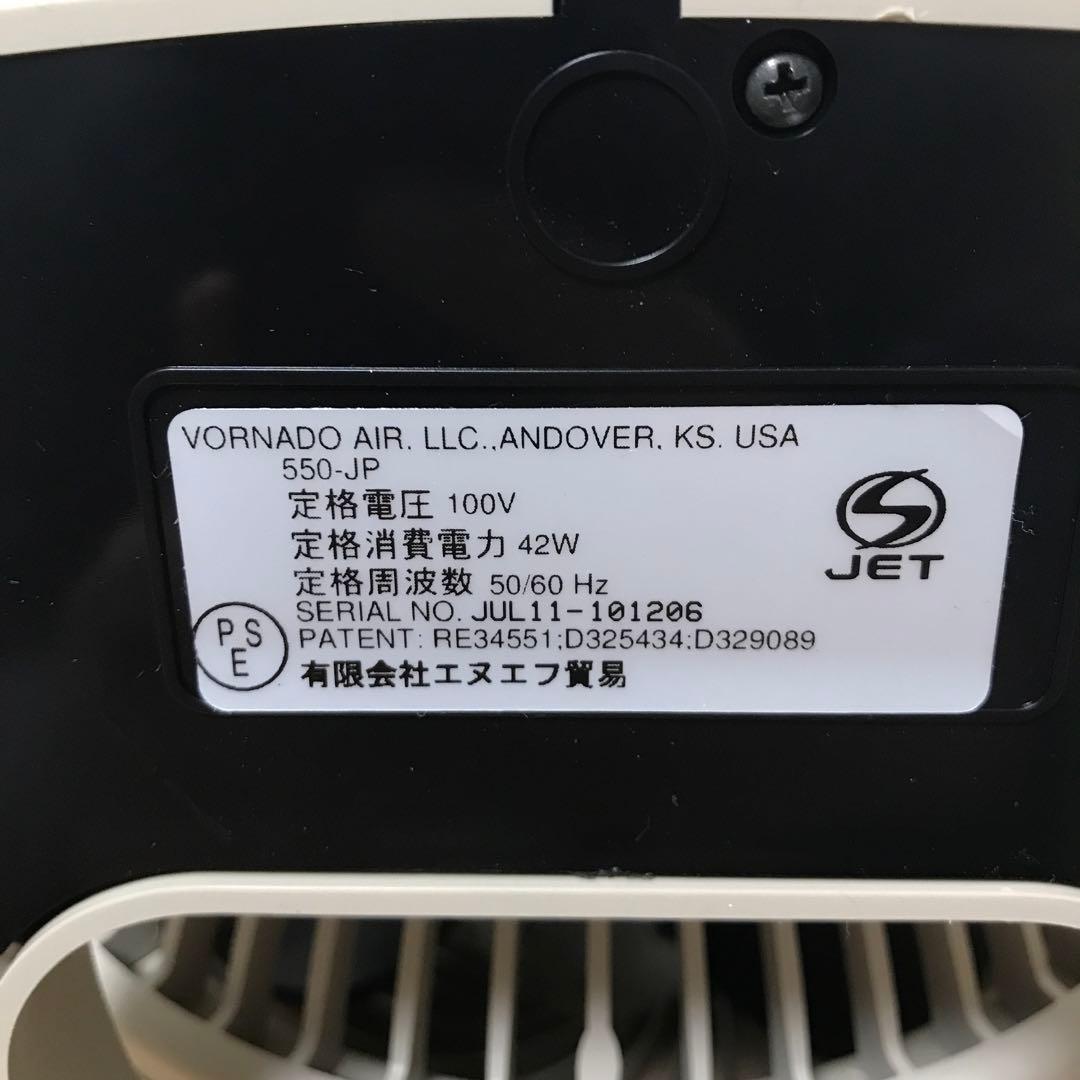 VORNADO AIR, LLC.,ANDOVER, KS. USA
550-JP
定格電圧 100V
定格消費電力 42W
定格周波数 50/60 Hz
SERIAL NO. JUL11-101206
PATENT: RE34551;D325434;D329089
有限会社エヌエフ貿易
PSE
JET